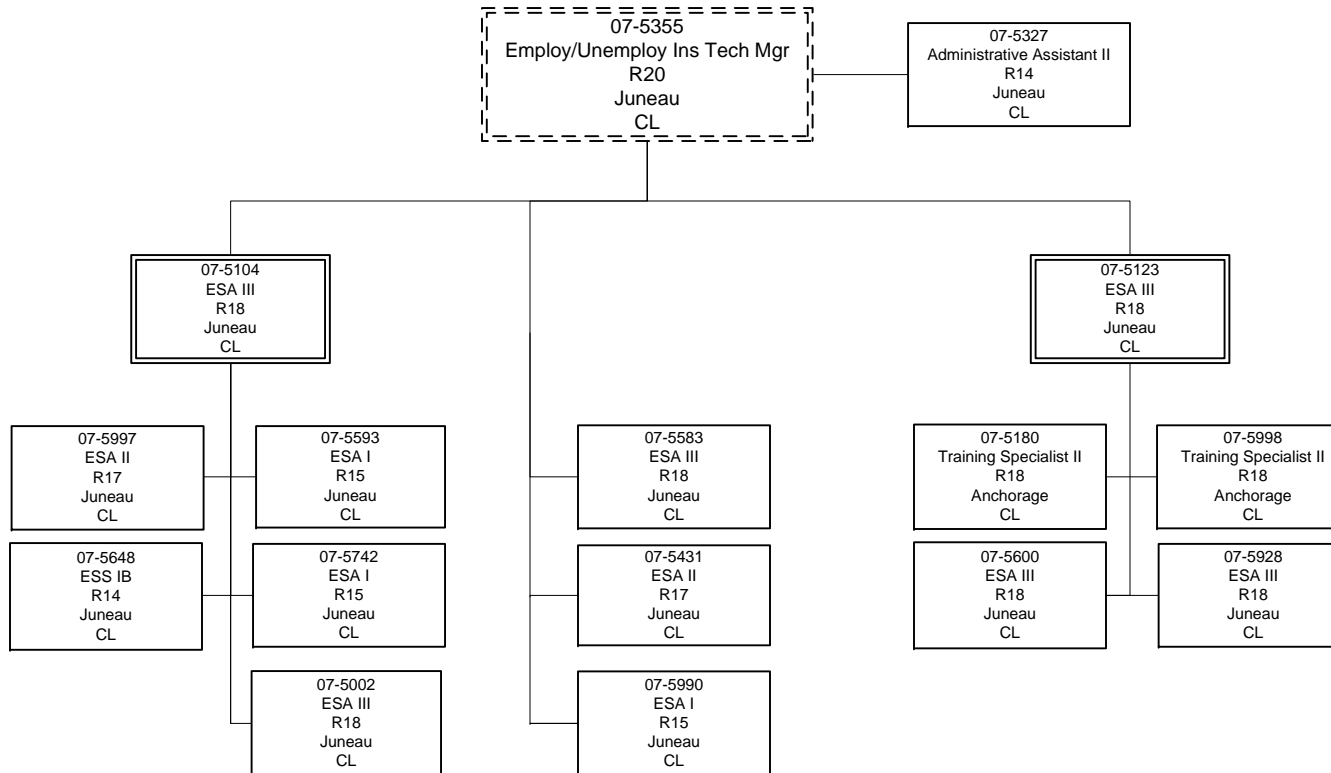 07-5355
Employ/Unemploy Ins Tech Mgr
R20
Juneau
CL
07-5327
Administrative Assistant II
R14
Juneau
CL
07-5104
ESA III
R18
Juneau
CL
07-5123
ESA III
R18
Juneau
CL
07-5997
ESA II
R17
Juneau
CL
07-5593
ESA I
R15
Juneau
CL
07-5583
ESA III
R18
Juneau
CL
07-5180
Training Specialist II
R18
Anchorage
CL
07-5998
Training Specialist II
R18
Anchorage
CL
07-5648
ESS IB
R14
Juneau
CL
07-5742
ESA I
R15
Juneau
CL
07-5431
ESA II
R17
Juneau
CL
07-5600
ESA III
R18
Juneau
CL
07-5928
ESA III
R18
Juneau
CL
07-5002
ESA III
R18
Juneau
CL
07-5990
ESA I
R15
Juneau
CL